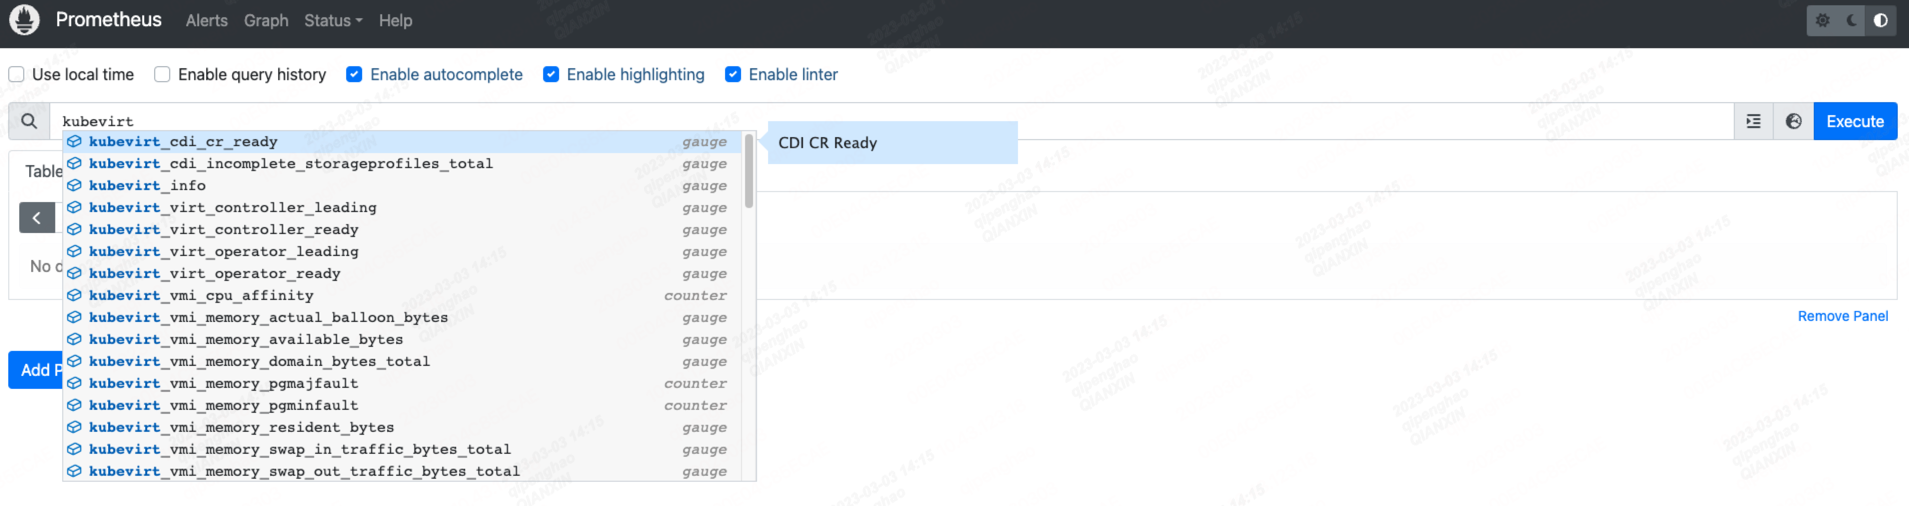 Prometheus Alerts Graph Status Help
Use local time Enable query history Enable autocomplete Enable highlighting Enable linter
kubevirt Execute
kubevirt_cdi_cr_ready gauge CDI CR Ready
kubevirt_cdi_incomplete_storageprofiles_total gauge
Table
kubevirt_info gauge
kubevirt_virt_controller_leading gauge
kubevirt_virt_controller_ready gauge
kubevirt_virt_operator_leading gauge
No d
kubevirt_virt_operator_ready gauge
kubevirt_vmi_cpu_affinity counter
kubevirt_vmi_memory_actual_balloon_bytes gauge
Remove Panel
kubevirt_vmi_memory_available_bytes gauge
kubevirt_vmi_memory_domain_bytes_total gauge
Add P
kubevirt_vmi_memory_pgmajfault counter
kubevirt_vmi_memory_pgminfault counter
kubevirt_vmi_memory_resident_bytes gauge
kubevirt_vmi_memory_swap_in_traffic_bytes_total gauge
kubevirt_vmi_memory_swap_out_traffic_bytes_total gauge
2023-03-03 14:15
qipenghao
QIANXIN